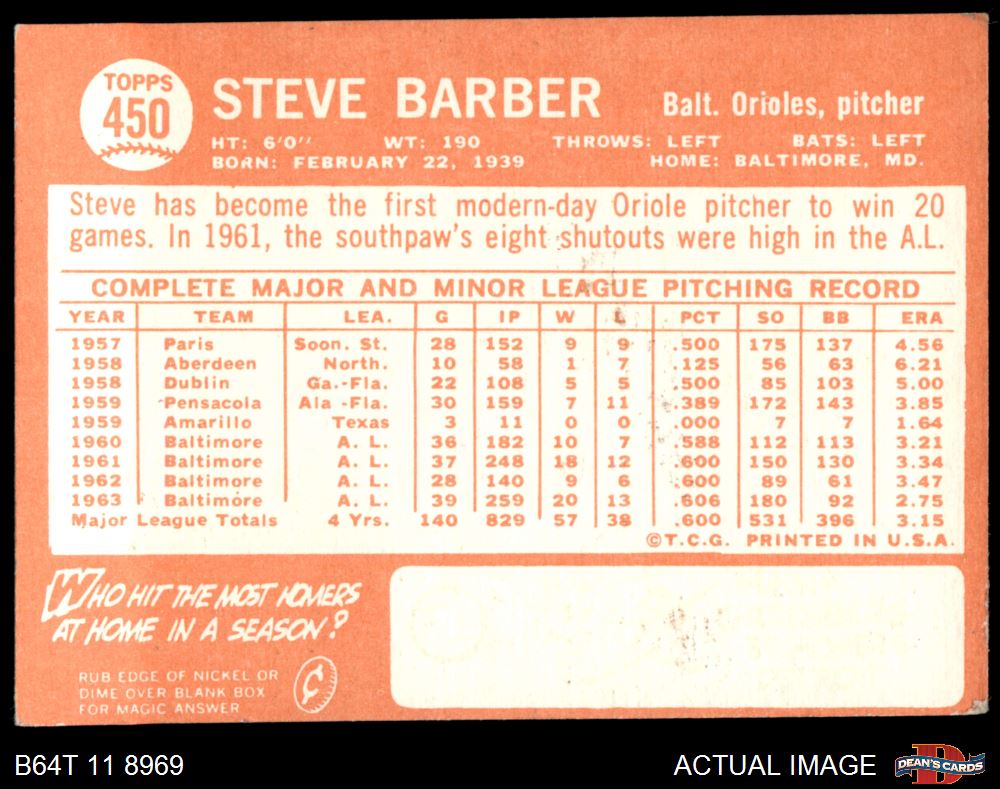 TOPPS
450
STEVE BARBER
Balt. Orioles, pitcher
HT: 6'0" WT: 190 THROWS: LEFT BATS: LEFT
BORN: FEBRUARY 22, 1939 HOME: BALTIMORE, MD.
Steve has become the first modern-day Oriole pitcher to win 20
games. In 1961, the southpaw's eight shutouts were high in the A.L.
COMPLETE MAJOR AND MINOR LEAGUE PITCHING RECORD
YEAR TEAM LEA. G IP W L PCT SO BB ERA
1957 Paris Soon. St. 28 152 9 9 .500 175 137 4.56
1958 Aberdeen North. 10 58 1 7 .125 56 63 6.21
1958 Dublin Ga.-Fla. 22 108 5 5 .500 85 103 5.00
1959 Pensacola Ala -Fla. 30 159 7 11 .389 172 143 3.85
1959 Amarillo Texas 3 11 0 0 .000 7 7 1.64
1960 Baltimore A. L. 36 182 10 7 .588 112 113 3.21
1961 Baltimore A. L. 37 248 18 12 .600 150 130 3.34
1962 Baltimore A. L. 28 140 9 6 .600 89 61 3.47
1963 Baltimore A. L. 39 259 20 13 .606 180 92 2.75
Major League Totals 4 Yrs. 140 829 57 38 .600 531 396 3.15
©T.C.G. PRINTED IN U.S.A.
WHO HIT THE MOST HOMERS
AT HOME IN A SEASON?
RUB EDGE OF NICKEL OR
DIME OVER BLANK BOX
FOR MAGIC ANSWER
¢
B64T 11 8969
ACTUAL IMAGE
D
DEAN'S CARDS